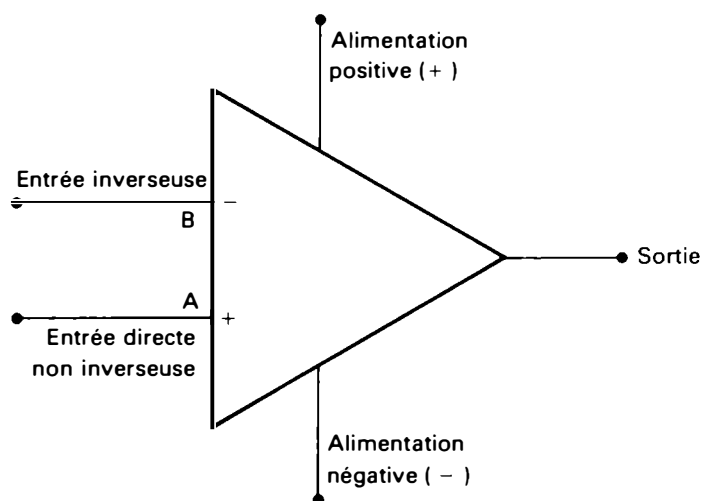 Alimentation
positive (+)
Entrée inverseuse
−
B
Sortie
A
+
Entrée directe
non inverseuse
Alimentation
négative (−)